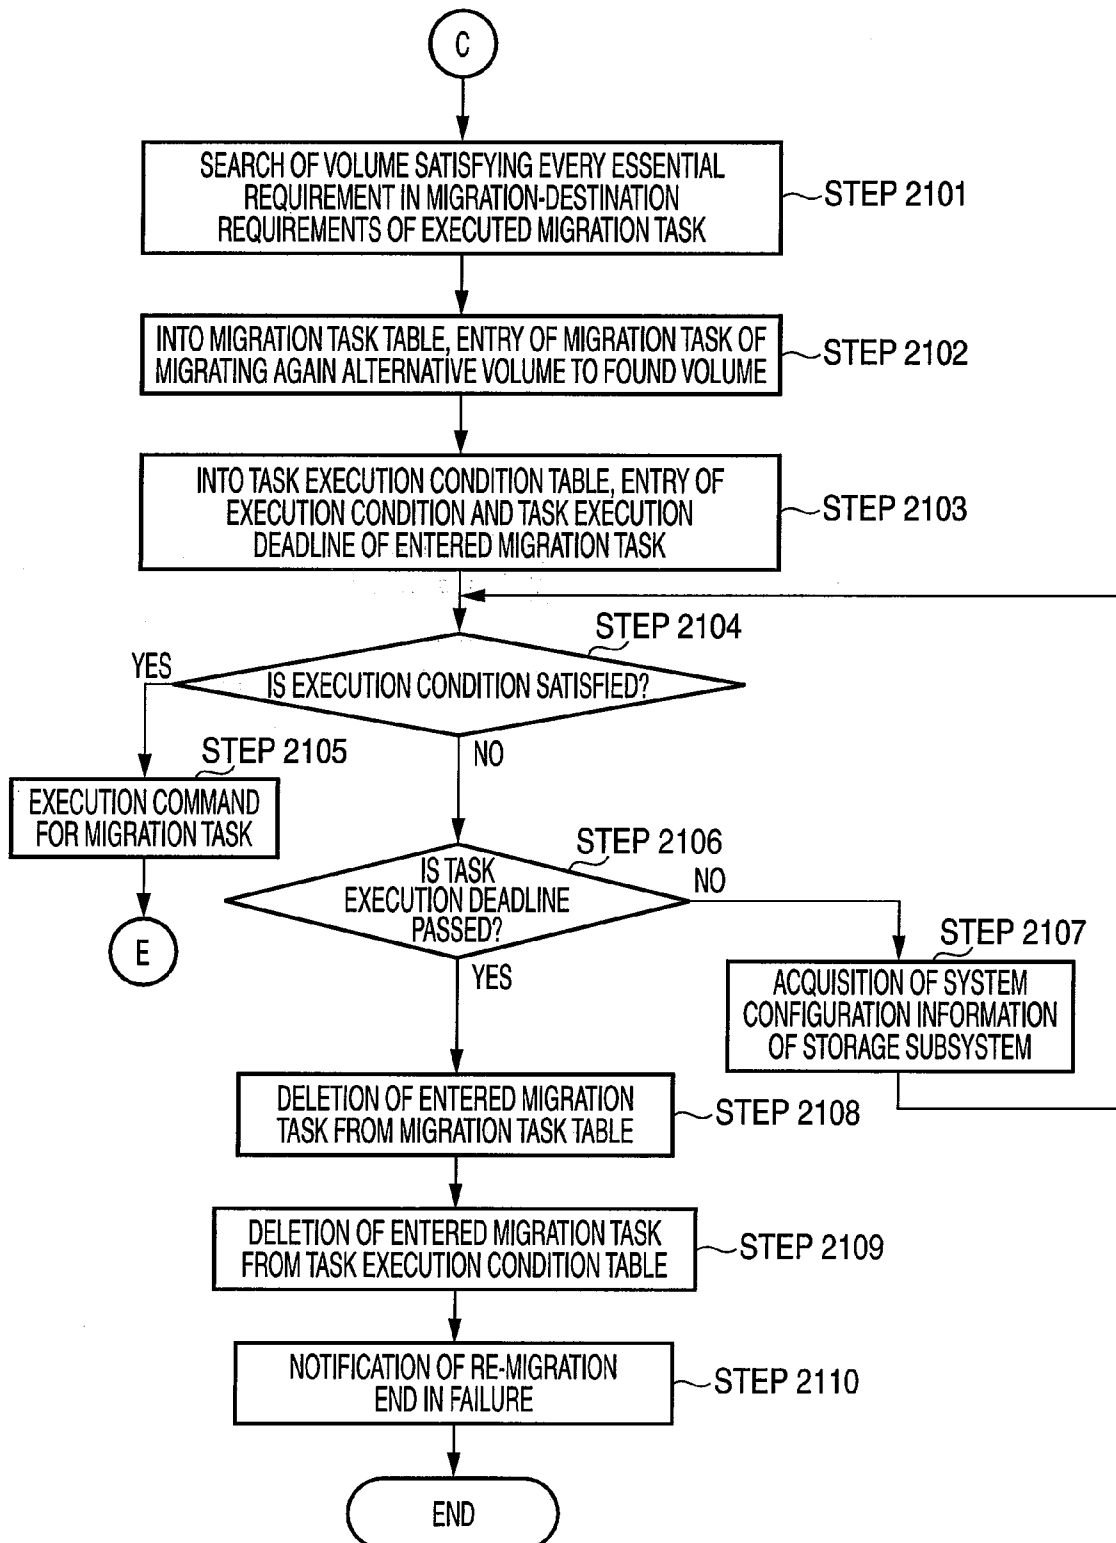 C
SEARCH OF VOLUME SATISFYING EVERY ESSENTIAL
REQUIREMENT IN MIGRATION-DESTINATION
REQUIREMENTS OF EXECUTED MIGRATION TASK
STEP 2101
INTO MIGRATION TASK TABLE, ENTRY OF MIGRATION TASK OF
MIGRATING AGAIN ALTERNATIVE VOLUME TO FOUND VOLUME
STEP 2102
INTO TASK EXECUTION CONDITION TABLE, ENTRY OF
EXECUTION CONDITION AND TASK EXECUTION
DEADLINE OF ENTERED MIGRATION TASK
STEP 2103
STEP 2104
YES
IS EXECUTION CONDITION SATISFIED?
NO
STEP 2105
EXECUTION COMMAND
FOR MIGRATION TASK
E
STEP 2106
IS TASK
EXECUTION DEADLINE
PASSED?
NO
YES
STEP 2107
ACQUISITION OF SYSTEM
CONFIGURATION INFORMATION
OF STORAGE SUBSYSTEM
DELETION OF ENTERED MIGRATION
TASK FROM MIGRATION TASK TABLE
STEP 2108
DELETION OF ENTERED MIGRATION TASK
FROM TASK EXECUTION CONDITION TABLE
STEP 2109
NOTIFICATION OF RE-MIGRATION
END IN FAILURE
STEP 2110
END